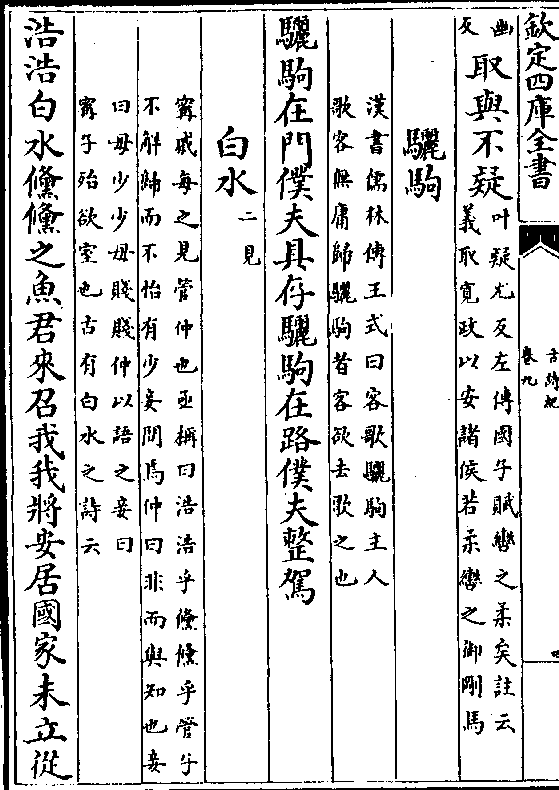 欽定四庫全書
古詩紀
卷九
幽
反
取與不疑
叶疑尤反左傳國子賦轡之柔矣註云
義取寛政以安諸侯若柔轡之御剛馬
驪駒
漢書儒林傳王式曰客歌驪駒主人
歌客無庸歸驪駒者客欲去歌之也
驪駒在門僕夫具存驪駒在路僕夫整駕
白水二見
甯戚每之見管仲也亟稱曰浩浩乎鯈鯈乎管子
不解歸而不怡有少妾問焉仲曰非而與知也妾
曰毋少少毋賤賤仲以語之妾曰
甯子殆欲室也古有白水之詩云
浩浩白水鯈鯈之魚君來召我我將安居國家未立從